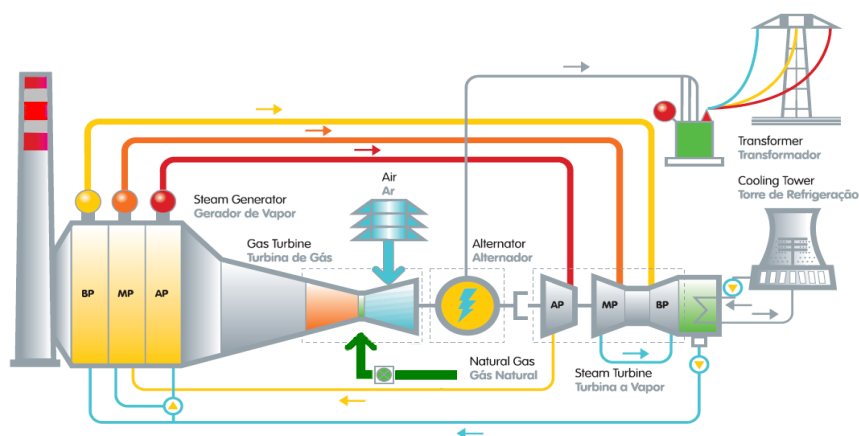 Transformer
Transformador
Cooling Tower
Torre de Refrigeração
Air
Ar
Steam Generator
Gerador de Vapor
Gas Turbine
Turbina de Gás
Alternator
Alternador
BP
MP
AP
AP
MP
BP
Natural Gas
Gás Natural
Steam Turbine
Turbina a Vapor